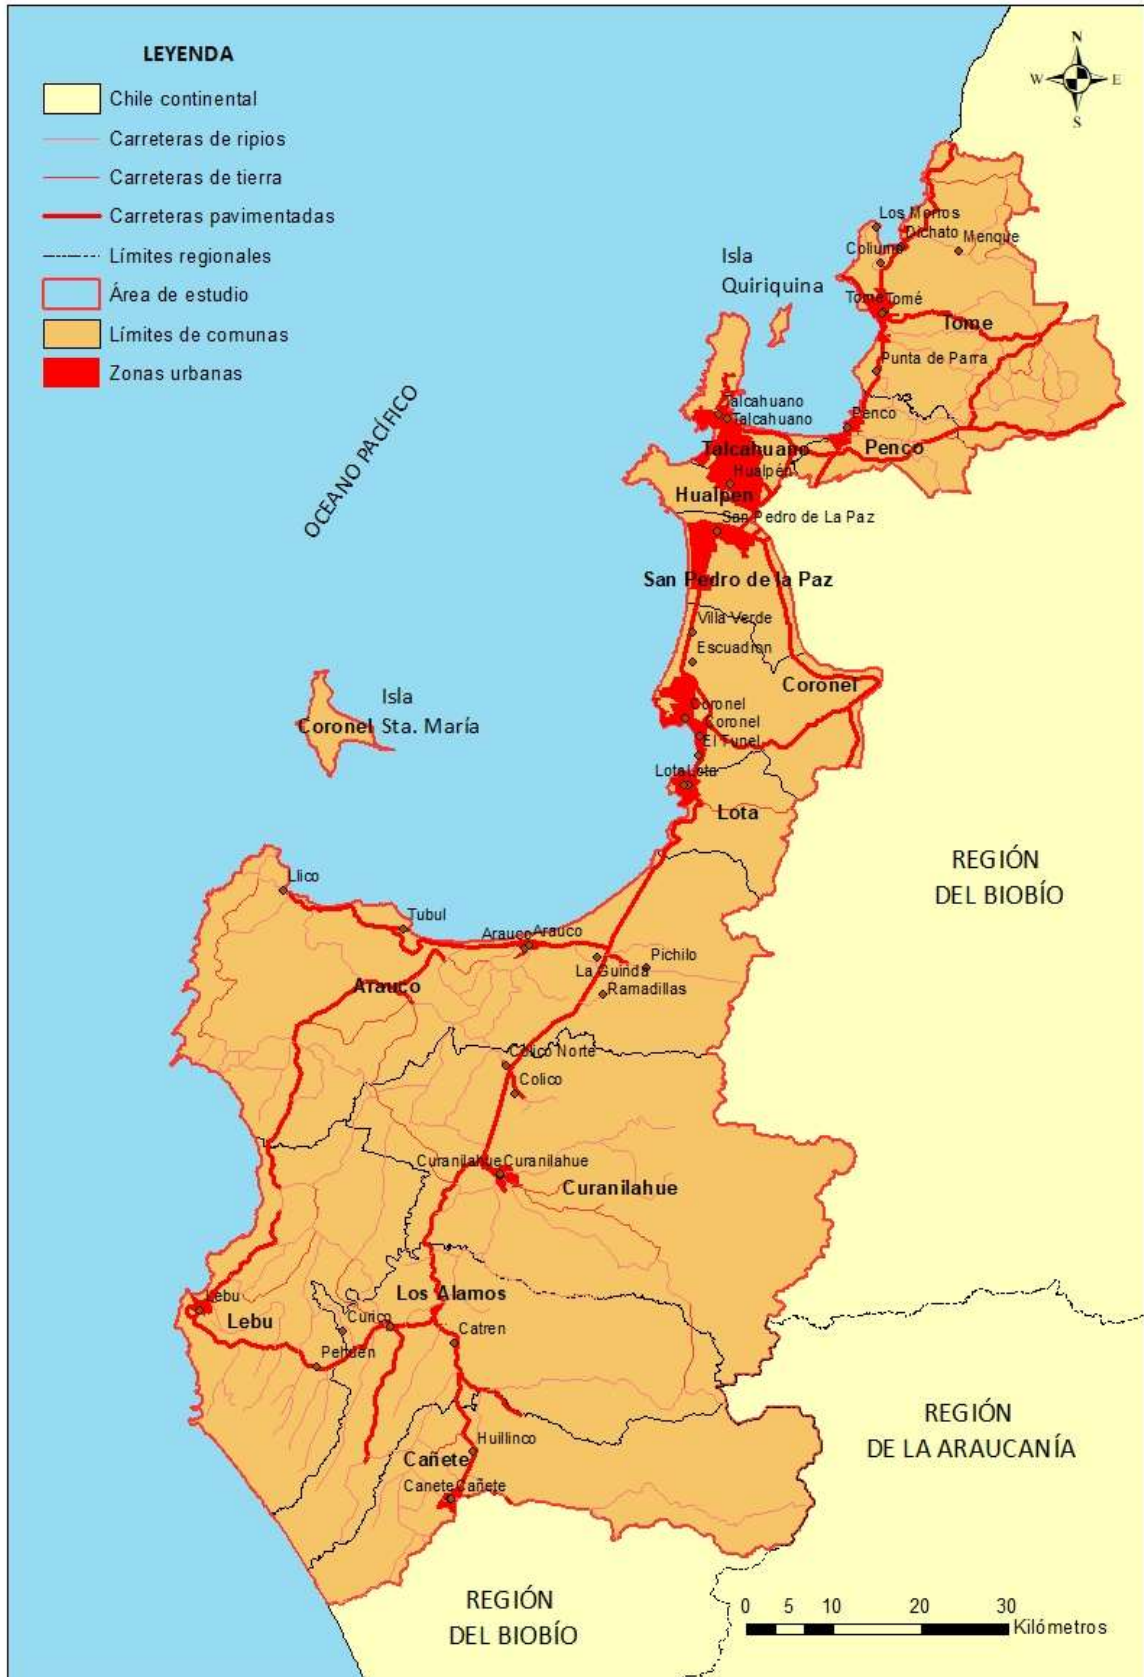 LEYENDA
Chile continental
Carreteras de ripios
Carreteras de tierra
Carreteras pavimentadas
Límites regionales
Área de estudio
Límites de comunas
Zonas urbanas
N
W
E
S
Los Morros
Dichato
Menque
Coliumo
Isla
Quiriquina
Tomé
Tomé
Tome
Punta de Parra
Talcahuano
Talcahuano
Penco
Talcahuano
Penco
Hualpén
Hualpen
San Pedro de La Paz
OCEANO PACÍFICO
San Pedro de la Paz
Villa Verde
Escuadron
Coronel
Isla
Sta. María
Coronel
Coronel
Coronel
El Tunel
Lota
Lota
Lota
REGIÓN
DEL BIOBÍO
Llico
Tubul
Arauco
Arauco
La Guinda
Pichilo
Arauco
Ramadillas
Colico Norte
Colico
Curanilahue
Curanilahue
Curanilahue
Los Alamos
Lebu
Lebu
Curico
Catren
Pehuen
REGIÓN
DE LA ARAUCANÍA
Huillinco
Cañete
Canete
Cañete
REGIÓN
DEL BIOBÍO
0 5 10 20 30
Kilómetros